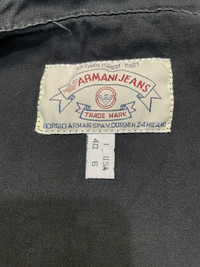 ARMANI JEANS
TRADE MARK
GIORGIO ARMANI S.P.A. V. DURINI N. 24 MILANO
I. USA
40 6